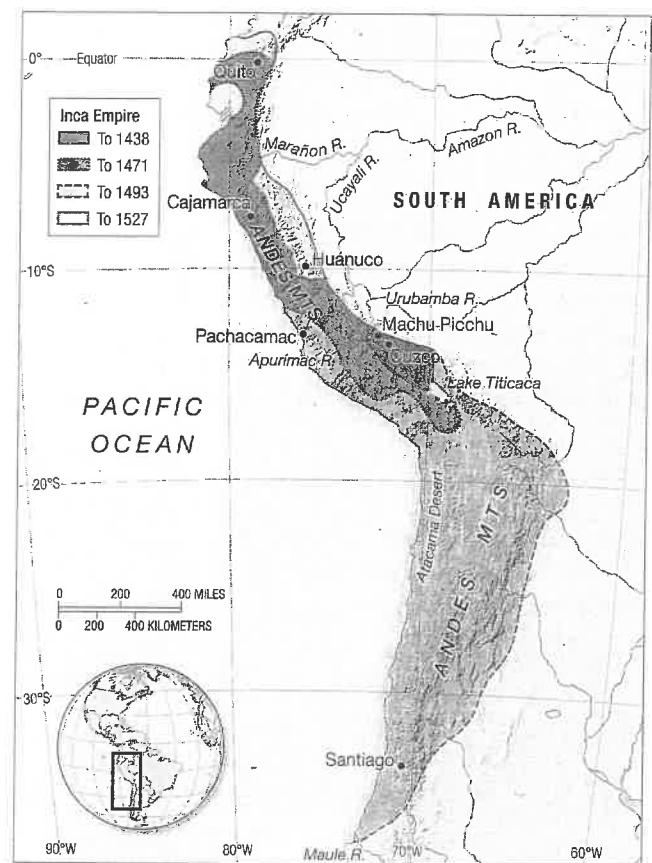 0°
Equator
Quito
Inca Empire
To 1438
To 1471
To 1493
To 1527
Marañon R.
Amazon R.
Ucayali R.
SOUTH AMERICA
Cajamarca
ANDES MTS
Huánuco
10°S
Urubamba R.
Machu-Picchu
Pachacamac
Cuzco
Apurímac R.
Lake Titicaca
PACIFIC
OCEAN
20°S
Atacama Desert
ANDES MTS
0 200 400 MILES
0 200 400 KILOMETERS
30°S
Santiago
Maule R.
90°W
80°W
70°W
60°W